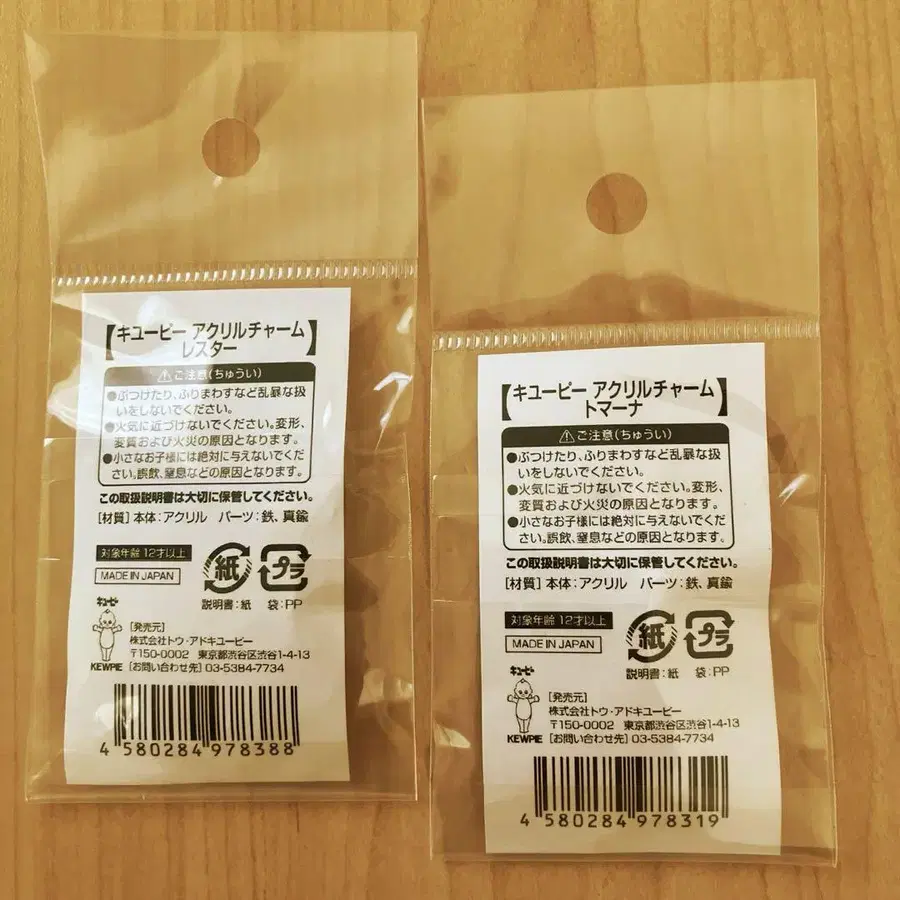 【キューピー アクリルチャーム
レスター】
⚠ご注意(ちゅうい)
●ぶつけたり、ふりまわすなど乱暴な扱
いをしないでください。
●火気に近づけないでください。変形、
変質および火災の原因となります。
●小さなお子様には絶対に与えないでくだ
さい。誤飲、窒息などの原因となります。
この取扱説明書は大切に保管してください。
[材質] 本体:アクリル パーツ:鉄、真鍮
対象年齢 12才以上
MADE IN JAPAN
紙
プラ
説明書:紙 袋:PP
キユーピー
KEWPIE
[発売元]
株式会社トウ・アドキユーピー
〒150-0002 東京都渋谷区渋谷1-4-13
[お問い合わせ先] 03-5384-7734
4 580284 978388
【キューピー アクリルチャーム
トマーナ】
⚠ご注意(ちゅうい)
●ぶつけたり、ふりまわすなど乱暴な扱
いをしないでください。
●火気に近づけないでください。変形、
変質および火災の原因となります。
●小さなお子様には絶対に与えないでくだ
さい。誤飲、窒息などの原因となります。
この取扱説明書は大切に保管してください。
[材質] 本体:アクリル パーツ:鉄、真鍮
対象年齢 12才以上
MADE IN JAPAN
紙
プラ
説明書:紙 袋:PP
キユーピー
KEWPIE
[発売元]
株式会社トウ・アドキユーピー
〒150-0002 東京都渋谷区渋谷1-4-13
[お問い合わせ先] 03-5384-7734
4 580284 978319